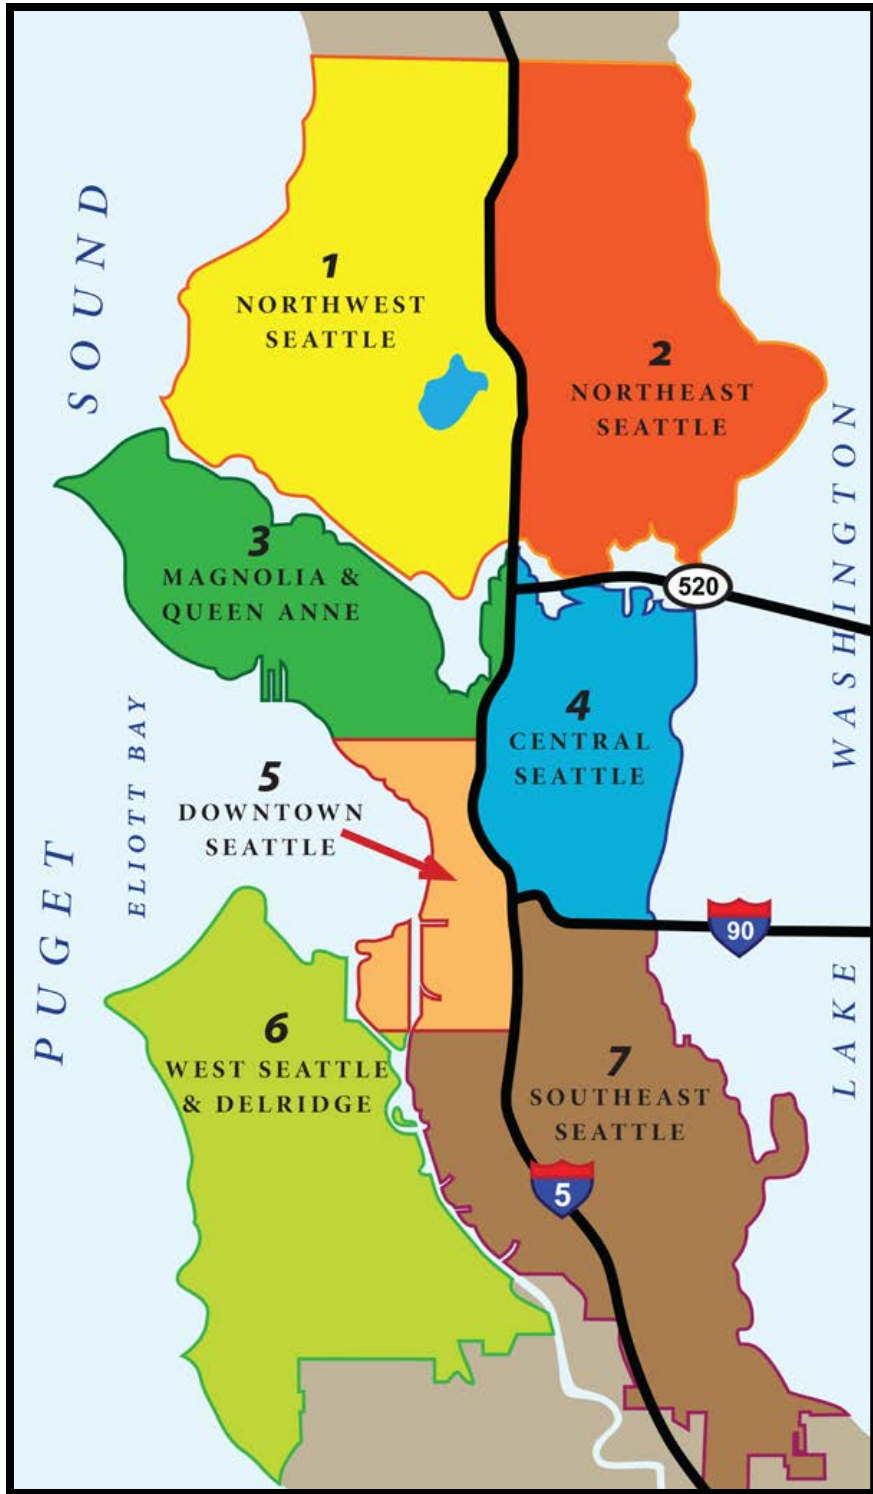 SOUND
1
NORTHWEST
SEATTLE
2
NORTHEAST
SEATTLE
3
MAGNOLIA &
QUEEN ANNE
520
WASHINGTON
4
CENTRAL
SEATTLE
ELIOTT BAY
5
DOWNTOWN
SEATTLE
PUGET
90
LAKE
6
WEST SEATTLE
& DELRIDGE
7
SOUTHEAST
SEATTLE
5